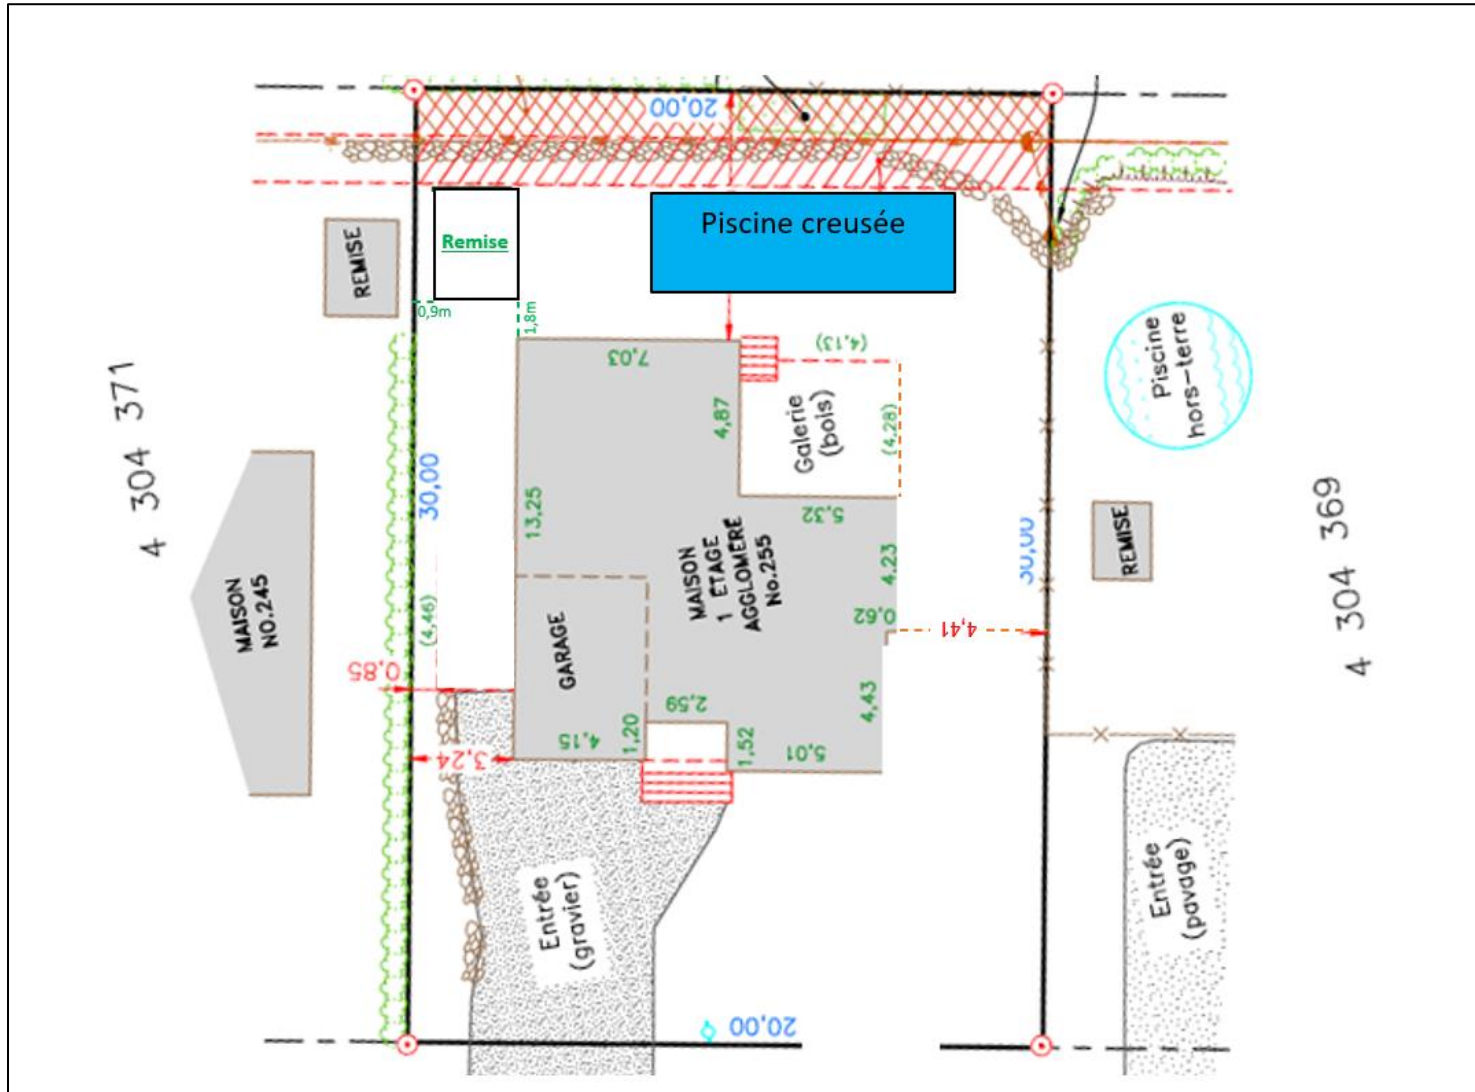 20,00
Piscine creusée
Remise
REMISE
0,9m
1,8m
7,03
(4,13)
Piscine
hors-terre
4,87
Galerie
(bois)
(4,28)
4 304 371
30,00
13,25
5,32
MAISON
1 ÉTAGE
AGGLOMÉRÉ
No.255
4,23
30,00
REMISE
4 304 369
MAISON
NO.245
(4,46)
GARAGE
0,62
4,41
0,85
2,59
4,43
3,24
4,15
1,20
1,52
5,01
Entrée
(gravier)
Entrée
(pavage)
20,00